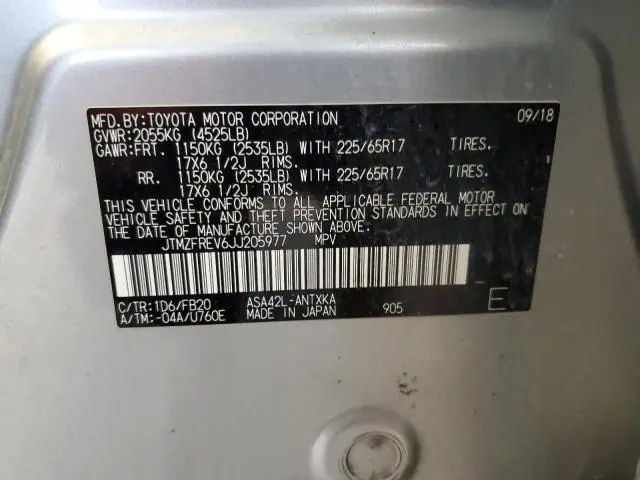 MFD.BY:TOYOTA MOTOR CORPORATION 09/18
GVWR:2055KG (4525LB)
GAWR:FRT. 1150KG (2535LB) WITH 225/65R17 TIRES.
17X6 1/2J RIMS.
RR. 1150KG (2535LB) WITH 225/65R17 TIRES.
17X6 1/2J RIMS.
THIS VEHICLE CONFORMS TO ALL APPLICABLE FEDERAL MOTOR
VEHICLE SAFETY AND THEFT PREVENTION STANDARDS IN EFFECT ON
THE DATE OF MANUFACTURE SHOWN ABOVE.
JTMZFREV6JJ205977 MPV
C/TR:1D6/FB20 ASA42L-ANTXKA
A/TM:-04A/U760E MADE IN JAPAN 905 E